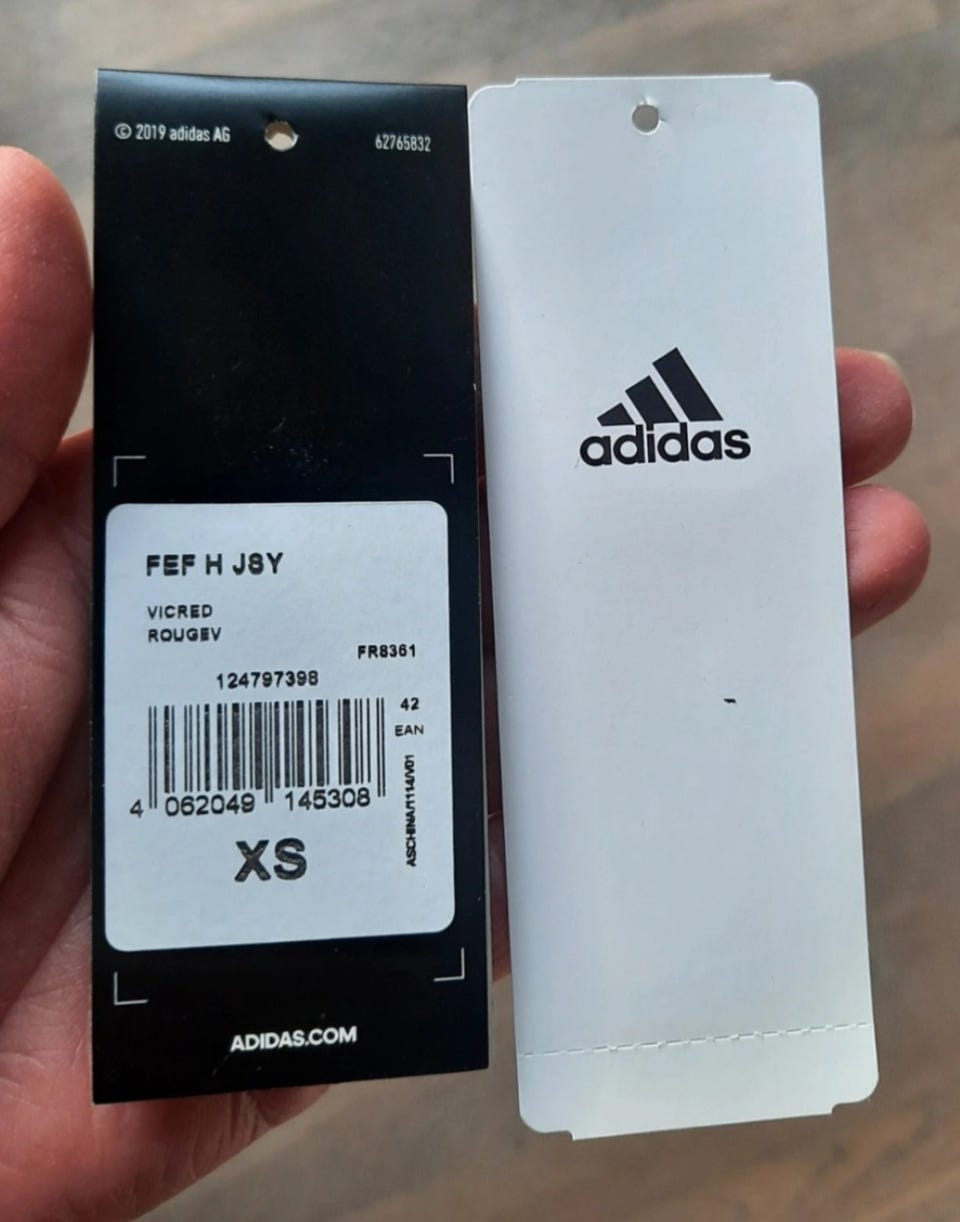 © 2019 adidas AG
62765832
FEF H JSY
VICRED
ROUGEV
FR8361
124797398
42
EAN
4 062049 145308
ASCHINA/1114/V01
XS
ADIDAS.COM
adidas